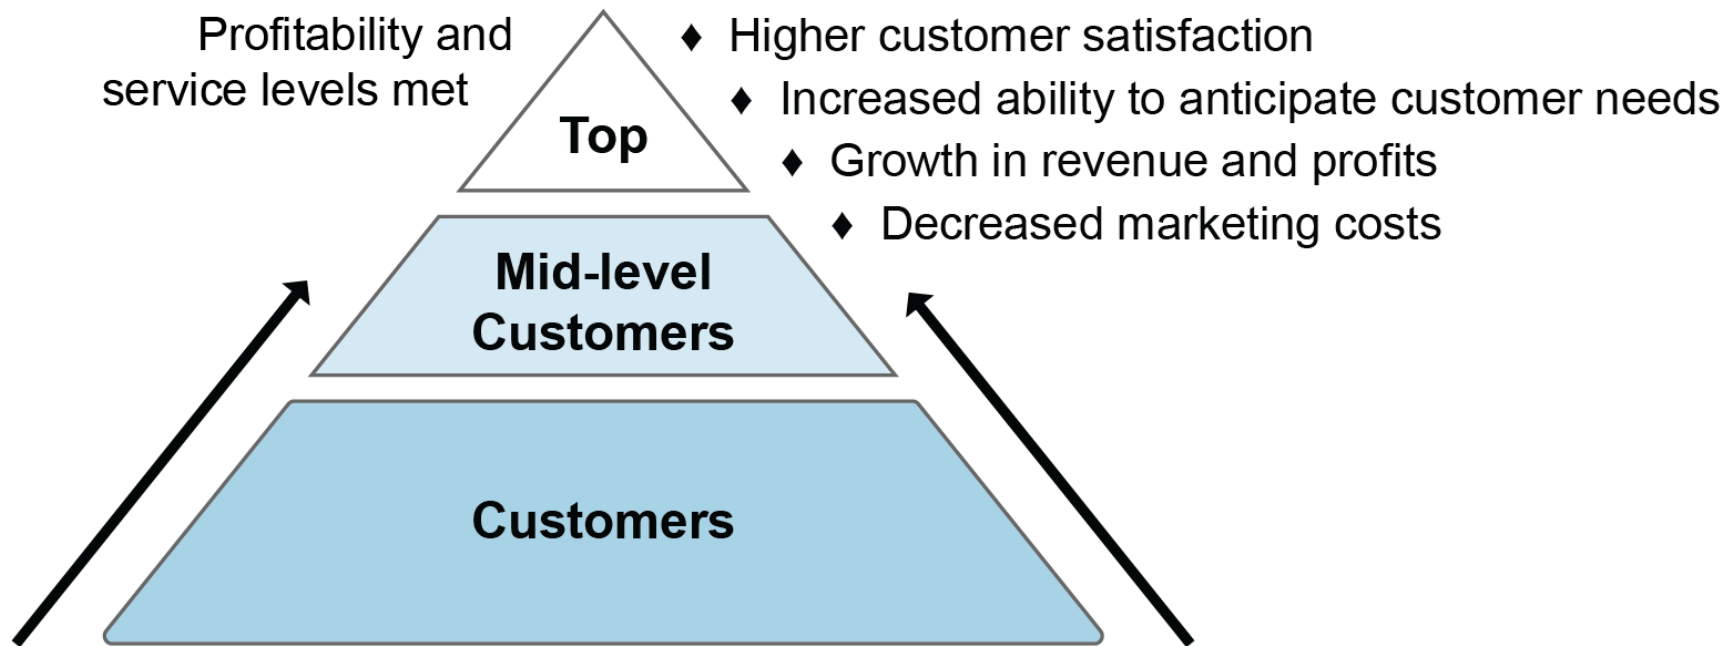 Profitability and
service levels met
♦ Higher customer satisfaction
♦ Increased ability to anticipate customer needs
♦ Growth in revenue and profits
♦ Decreased marketing costs
Top
Mid-level
Customers
Customers